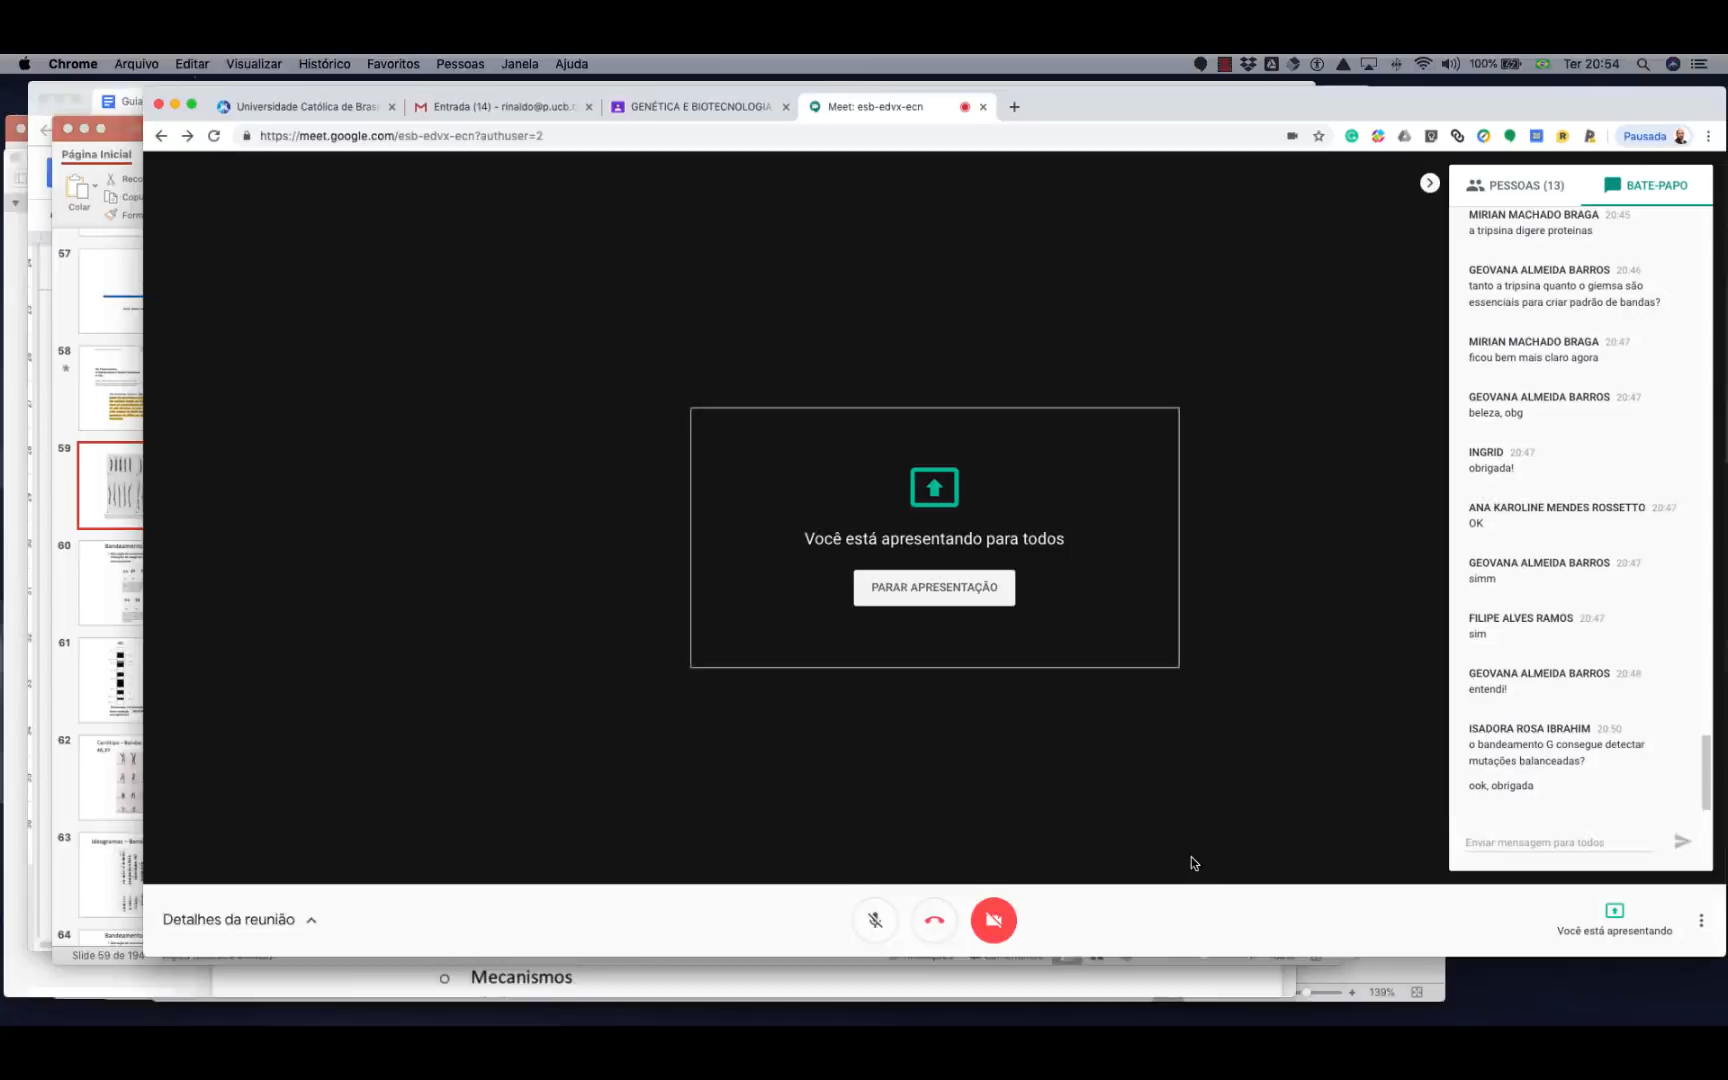 Chrome Arquivo Editar Visualizar Histórico Favoritos Pessoas Janela Ajuda 100% Ter 20:54
Guia
Universidade Católica de Bras
Entrada (14) - rinaldo@p.ucb.
GENÉTICA E BIOTECNOLOGIA
Meet: esb-edvx-ecn
https://meet.google.com/esb-edvx-ecn?authuser=2
Pausada
Página Inicial
Colar
Reco
Copia
Form
57
58
59
60
Bandeamento
61
62
63
64
Bandeamento
Slide 59 de 194
Você está apresentando para todos
PARAR APRESENTAÇÃO
PESSOAS (13)
BATE-PAPO
MIRIAN MACHADO BRAGA 20:45
a tripsina digere proteinas
GEOVANA ALMEIDA BARROS 20:46
tanto a tripsina quanto o giemsa são
essenciais para criar padrão de bandas?
MIRIAN MACHADO BRAGA 20:47
ficou bem mais claro agora
GEOVANA ALMEIDA BARROS 20:47
beleza, obg
INGRID 20:47
obrigada!
ANA KAROLINE MENDES ROSSETTO 20:47
OK
GEOVANA ALMEIDA BARROS 20:47
simm
FILIPE ALVES RAMOS 20:47
sim
GEOVANA ALMEIDA BARROS 20:48
entendi!
ISADORA ROSA IBRAHIM 20:50
o bandeamento G consegue detectar
mutações balanceadas?
ook, obrigada
Enviar mensagem para todos
Detalhes da reunião
Você está apresentando
o Mecanismos
139%